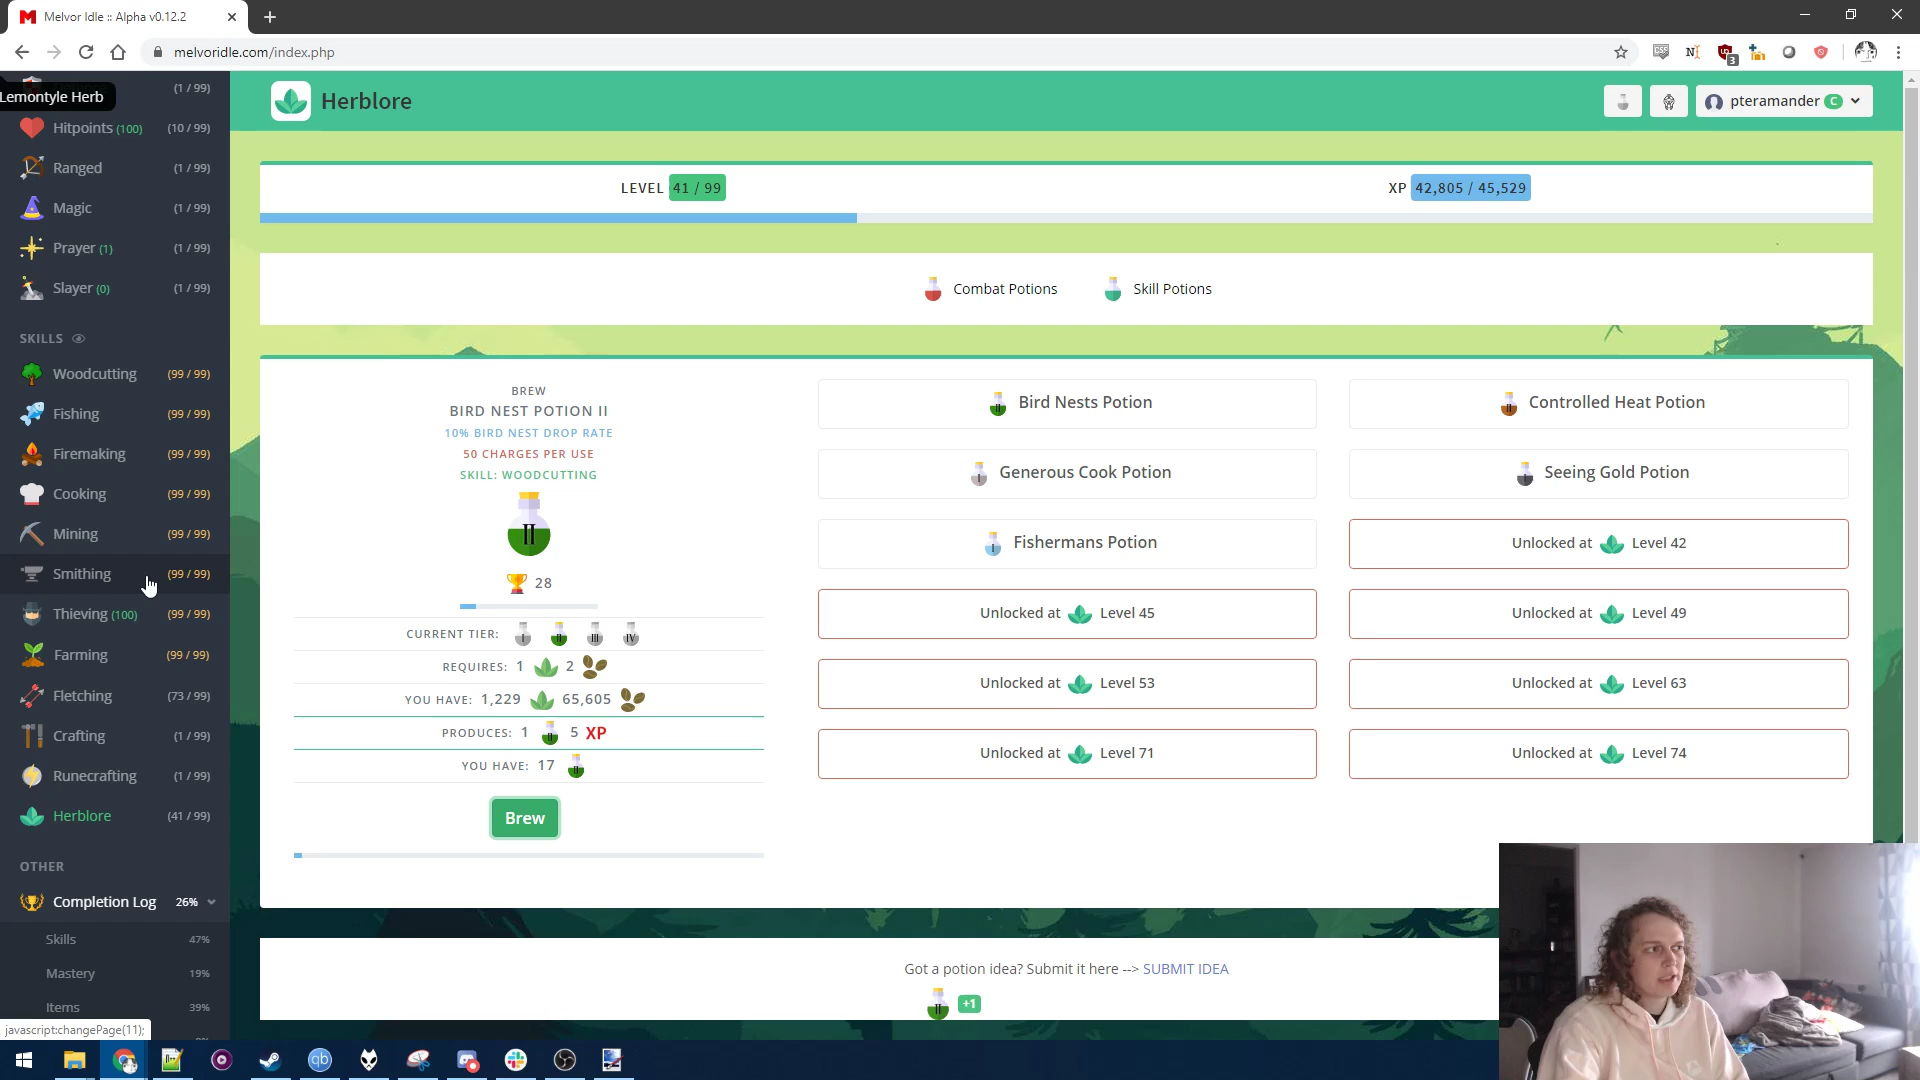 Melvor Idle :: Alpha v0.12.2
melvoridle.com/index.php
3
(1 / 99)
Lemontyle Herb
Hitpoints (100) (10 / 99)
Ranged (1 / 99)
Magic (1 / 99)
Prayer (1) (1 / 99)
Slayer (0) (1 / 99)
SKILLS
Woodcutting (99 / 99)
Fishing (99 / 99)
Firemaking (99 / 99)
Cooking (99 / 99)
Mining (99 / 99)
Smithing (99 / 99)
Thieving (100) (99 / 99)
Farming (99 / 99)
Fletching (73 / 99)
Crafting (1 / 99)
Runecrafting (1 / 99)
Herblore (41 / 99)
OTHER
Completion Log 26%
Skills 47%
Mastery 19%
Items 39%
javascript:changePage(11);
Herblore
pteramander C
LEVEL 41 / 99
XP 42,805 / 45,529
Combat Potions
Skill Potions
BREW
BIRD NEST POTION II
10% BIRD NEST DROP RATE
50 CHARGES PER USE
SKILL: WOODCUTTING
II
28
CURRENT TIER: I II III IV
REQUIRES: 1 2
YOU HAVE: 1,229 65,605
PRODUCES: 1 5 XP
YOU HAVE: 17
Brew
Bird Nests Potion
Controlled Heat Potion
Generous Cook Potion
Seeing Gold Potion
Fishermans Potion
Unlocked at Level 42
Unlocked at Level 45
Unlocked at Level 49
Unlocked at Level 53
Unlocked at Level 63
Unlocked at Level 71
Unlocked at Level 74
Got a potion idea? Submit it here --> SUBMIT IDEA
II +1
qb